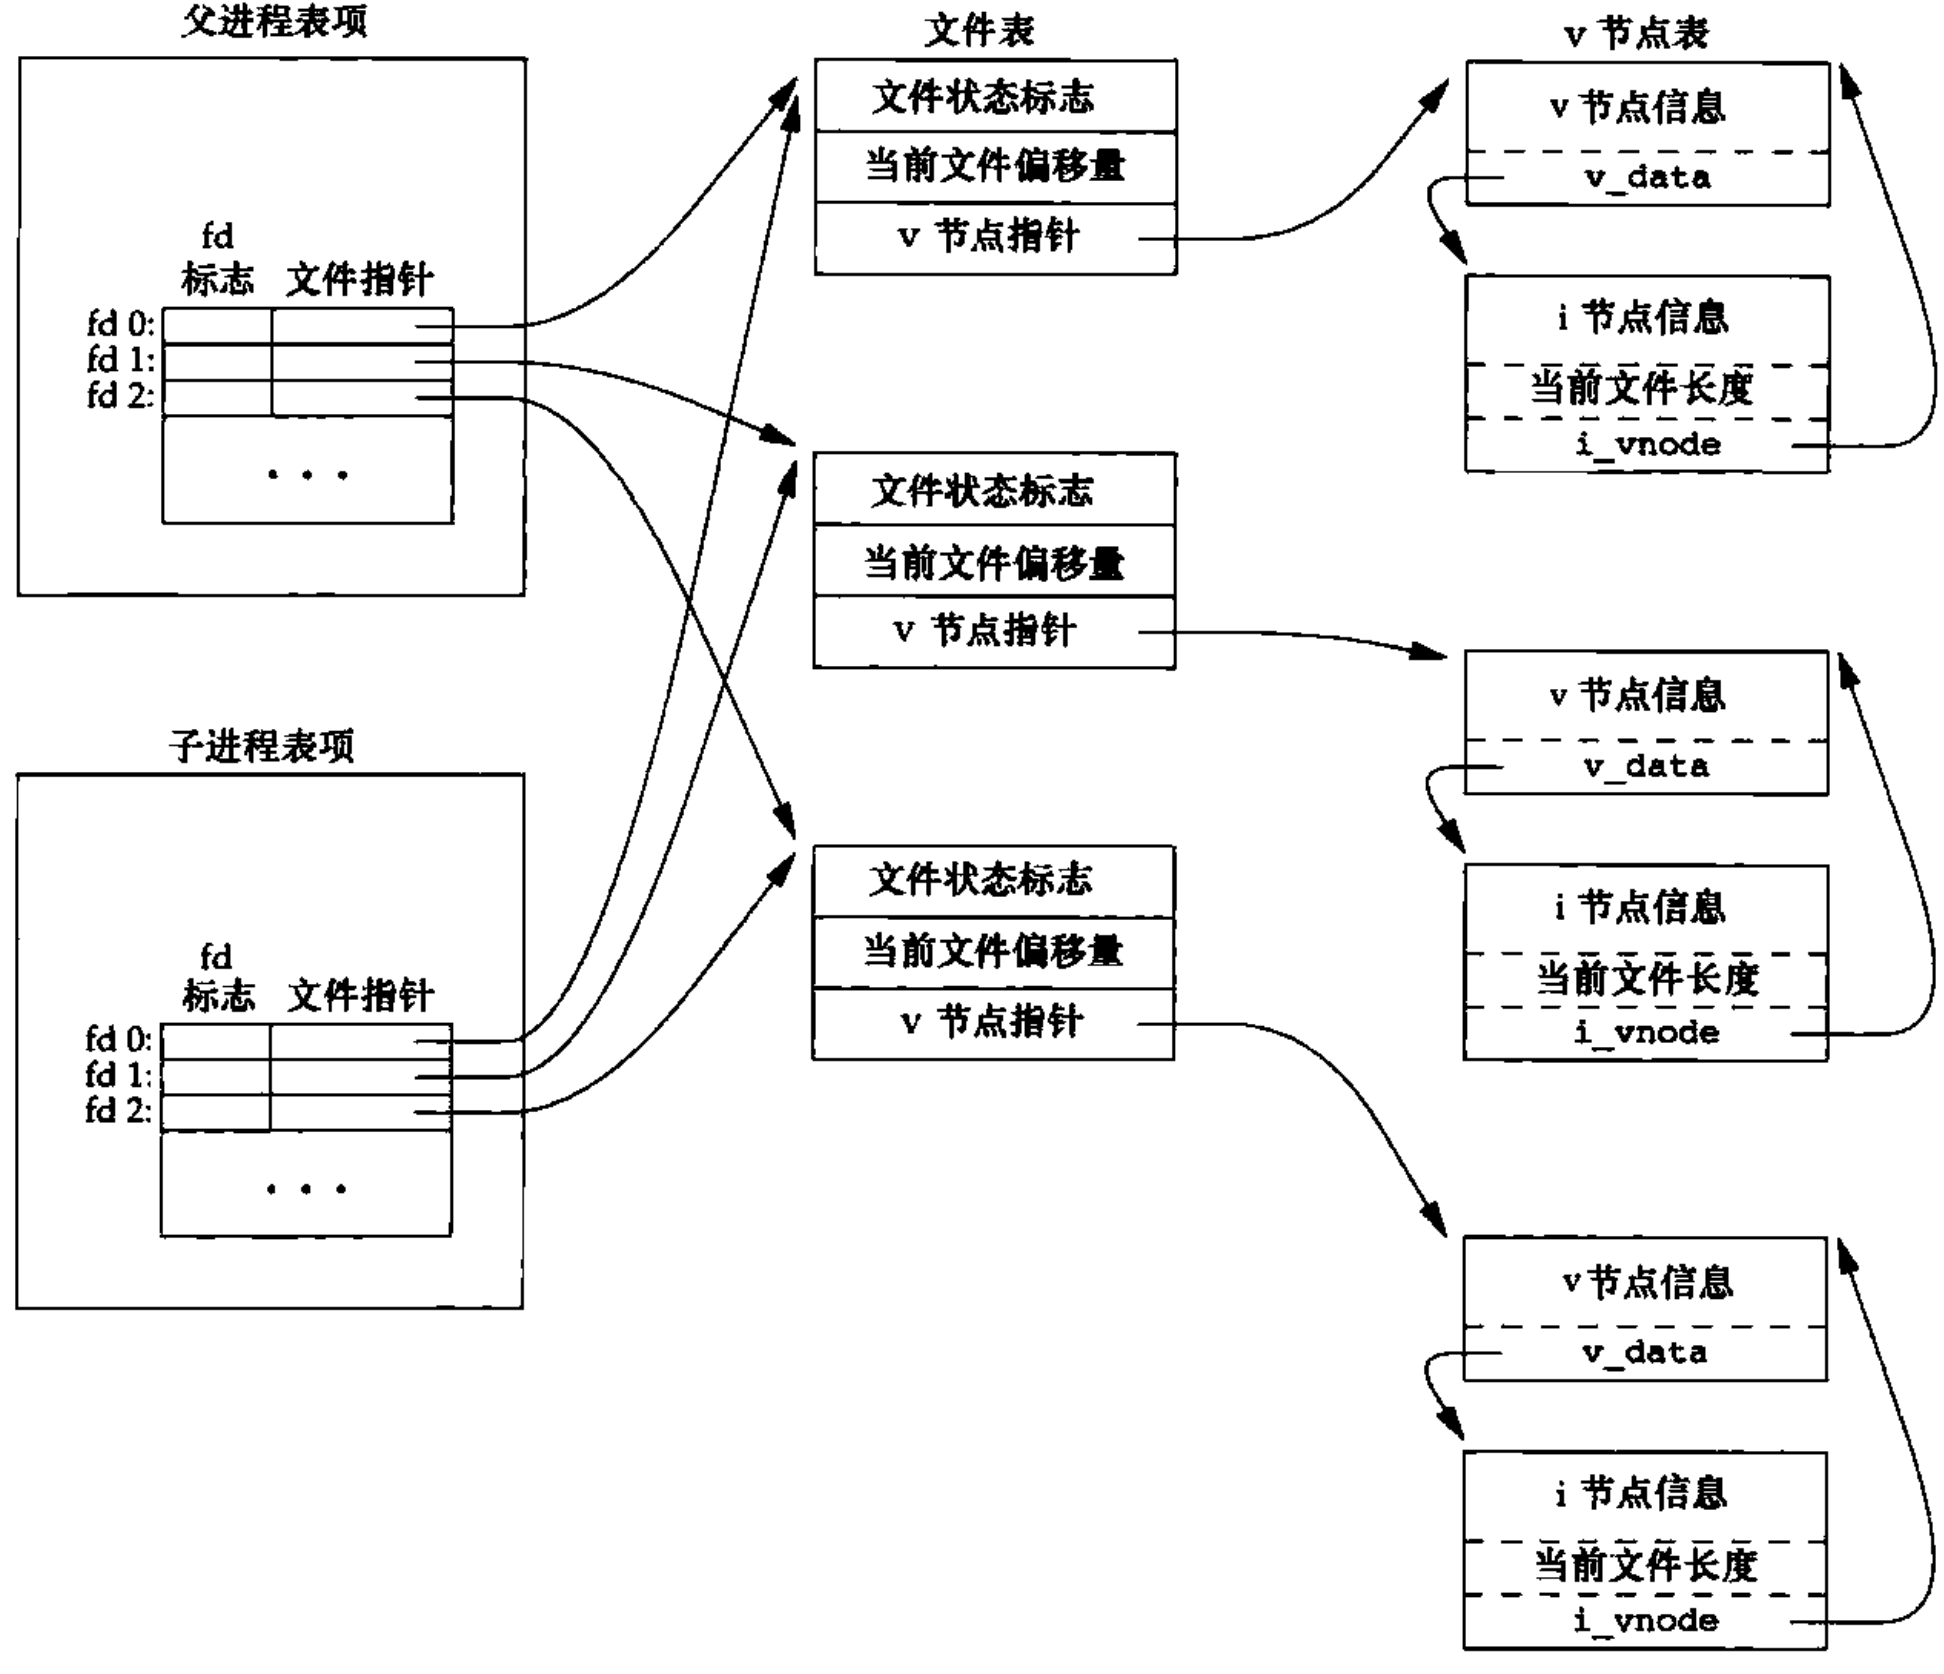 父进程表项
fd
标志 文件指针
fd 0:
fd 1:
fd 2:
. . .
子进程表项
fd
标志 文件指针
fd 0:
fd 1:
fd 2:
. . .
文件表
文件状态标志
当前文件偏移量
v 节点指针
文件状态标志
当前文件偏移量
v 节点指针
文件状态标志
当前文件偏移量
v 节点指针
v 节点表
v 节点信息
v_data
i 节点信息
当前文件长度
i_vnode
v 节点信息
v_data
i 节点信息
当前文件长度
i_vnode
v 节点信息
v_data
i 节点信息
当前文件长度
i_vnode